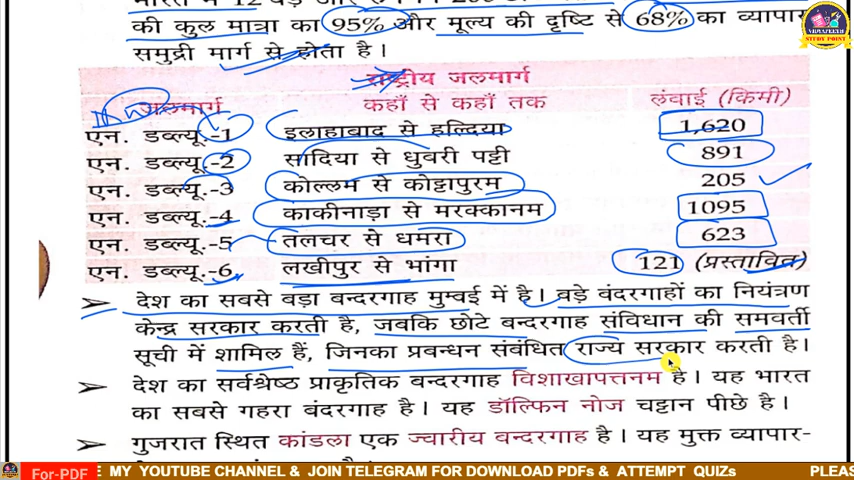 की कुल मात्रा का 95% और मूल्य की दृष्टि से 68% का व्यापार
समुद्री मार्ग से होता है।
राष्ट्रीय जलमार्ग
जलमार्ग कहाँ से कहाँ तक लंबाई (किमी)
एन. डब्ल्यू.-1 इलाहाबाद से हल्दिया 1,620
एन. डब्ल्यू.-2 सादिया से धुबरी पट्टी 891
एन. डब्ल्यू.-3 कोल्लम से कोट्टापुरम 205
एन. डब्ल्यू.-4 काकीनाड़ा से मरक्कानम 1095
एन. डब्ल्यू.-5 तलचर से धमरा 623
एन. डब्ल्यू.-6 लखीपुर से भांगा 121 (प्रस्तावित)
➤ देश का सबसे बड़ा बन्दरगाह मुम्बई में है। बड़े बंदरगाहों का नियंत्रण
केन्द्र सरकार करती है, जबकि छोटे बन्दरगाह संविधान की समवर्ती
सूची में शामिल हैं, जिनका प्रबन्धन संबंधित राज्य सरकार करती है।
➤ देश का सर्वश्रेष्ठ प्राकृतिक बन्दरगाह विशाखापत्तनम है। यह भारत
का सबसे गहरा बंदरगाह है। यह डॉल्फिन नोज चट्टान पीछे है।
➤ गुजरात स्थित कांडला एक ज्वारीय बन्दरगाह है। यह मुक्त व्यापार-
For-PDF E MY YOUTUBE CHANNEL & JOIN TELEGRAM FOR DOWNLOAD PDFs & ATTEMPT QUIZs PLEAS